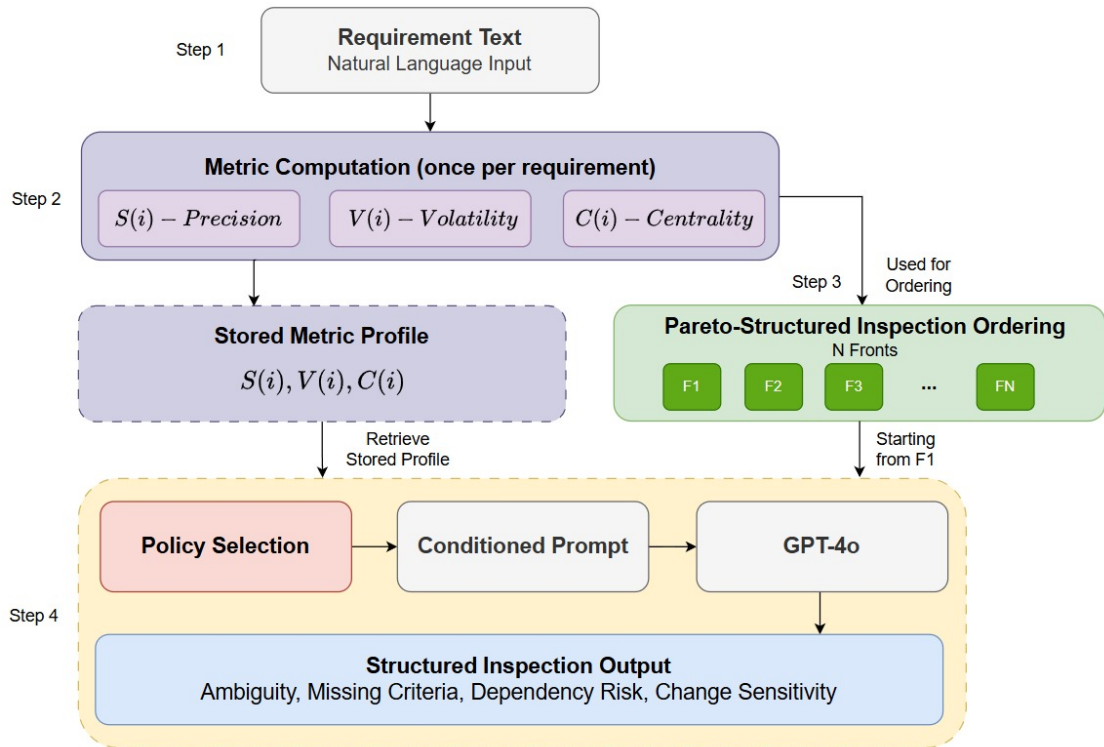 Step 1
Requirement Text
Natural Language Input
Step 2
Metric Computation (once per requirement)
S(i) − Precision
V(i) − Volatility
C(i) − Centrality
Step 3
Used for
Ordering
Stored Metric Profile
S(i), V(i), C(i)
Pareto-Structured Inspection Ordering
N Fronts
F1
F2
F3
...
FN
Retrieve
Stored Profile
Starting
from F1
Step 4
Policy Selection
Conditioned Prompt
GPT-4o
Structured Inspection Output
Ambiguity, Missing Criteria, Dependency Risk, Change Sensitivity